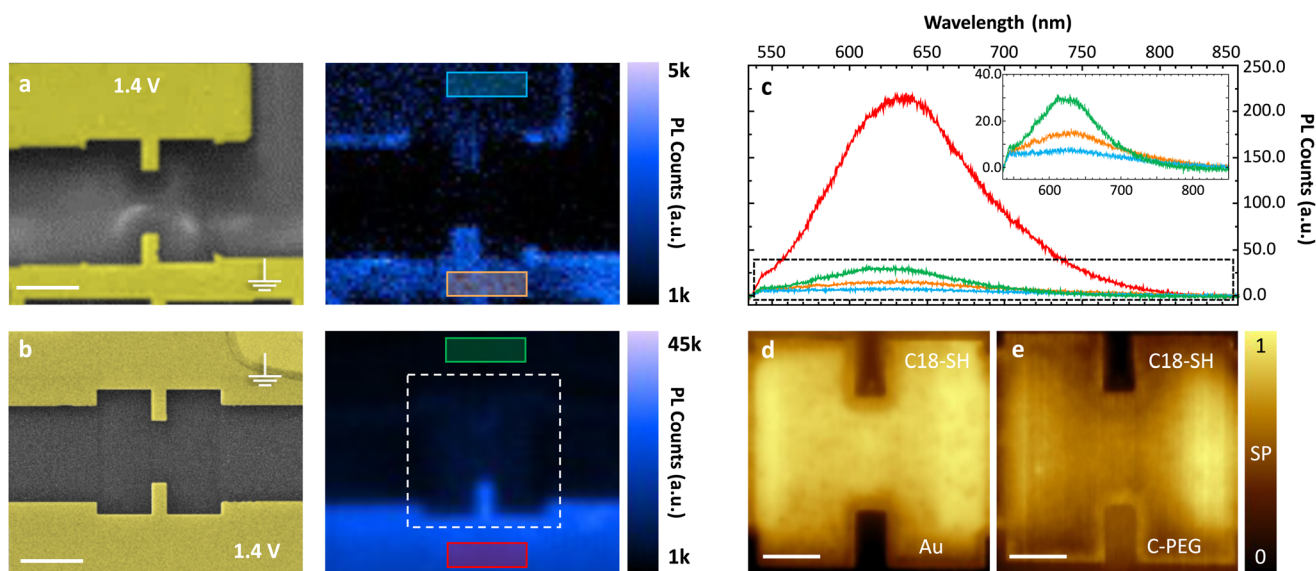 Wavelength (nm)
550 600 650 700 750 800 850
a
1.4 V
5k
PL Counts (a.u.)
1k
c
250.0
200.0
150.0
100.0
50.0
0.0
PL Counts (a.u.)
40.0
20.0
0.0
600 700 800
b
1.4 V
45k
PL Counts (a.u.)
1k
d
C18-SH
Au
e
C18-SH
C-PEG
1
SP
0